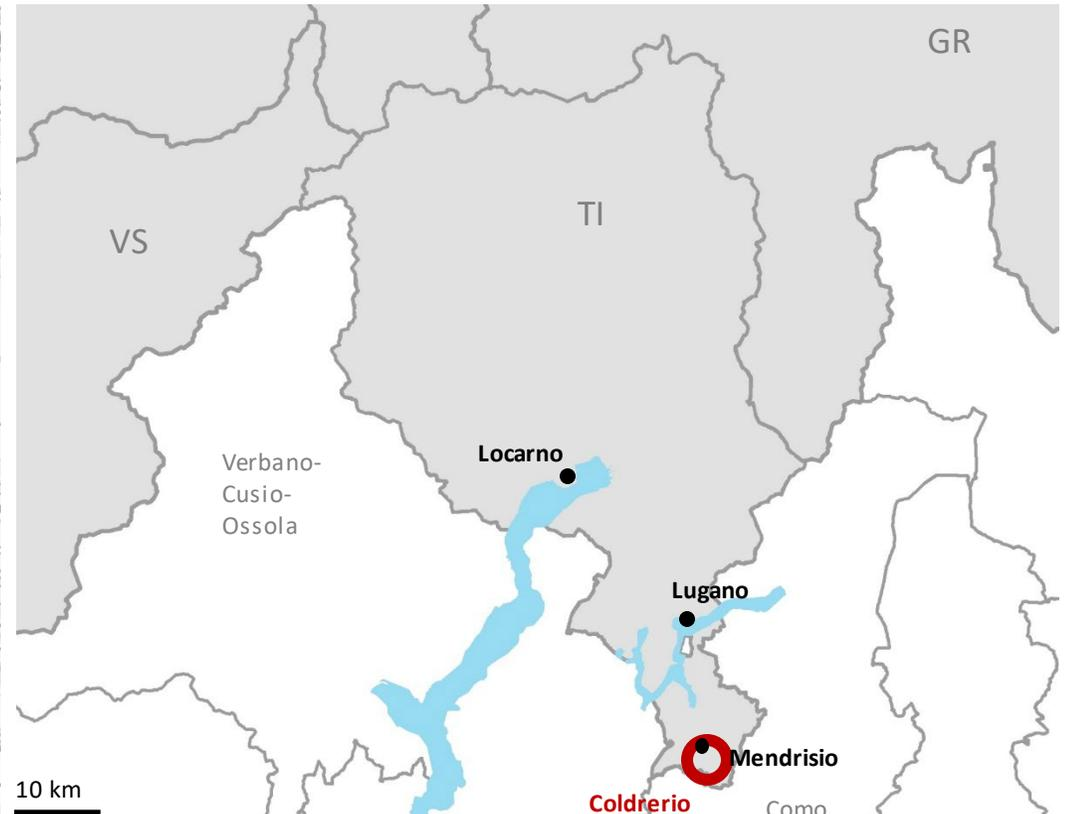 GR
TI
VS
Locarno
Verbano-
Cusio-
Ossola
Lugano
Mendrisio
10 km
Coldrerio
Como